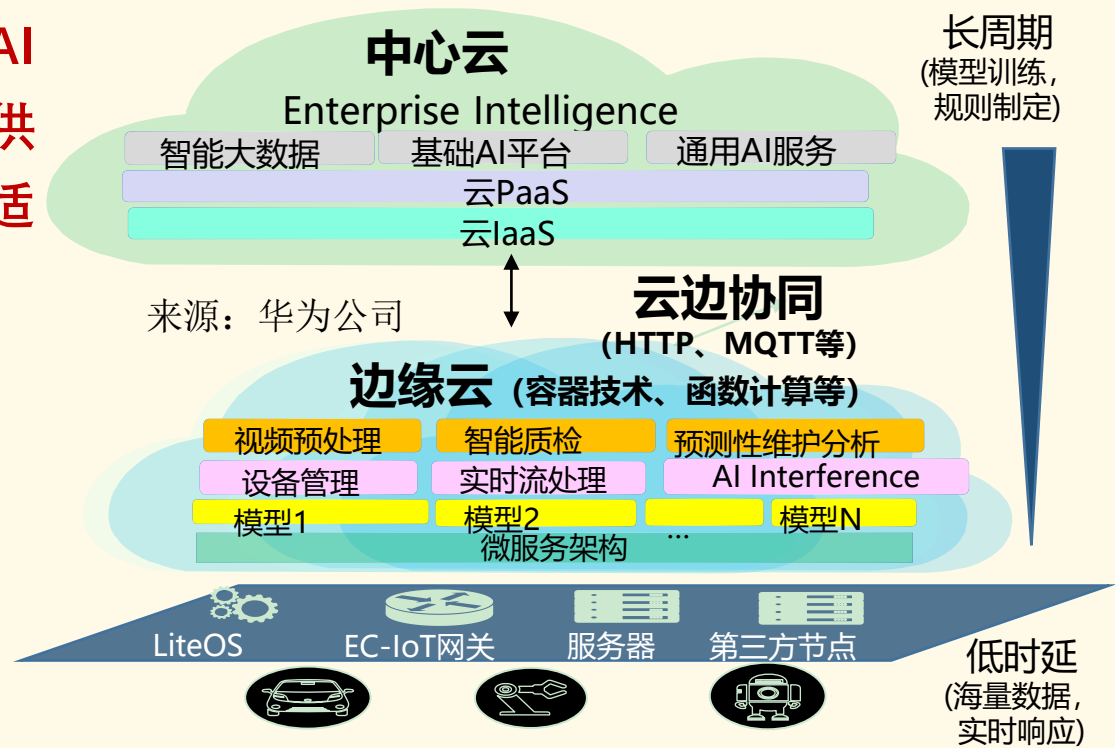 AI
供
适
中心云
Enterprise Intelligence
智能大数据
基础AI平台
通用AI服务
云PaaS
云IaaS
长周期
(模型训练，
规则制定)
来源：华为公司
云边协同
(HTTP、MQTT等)
边缘云（容器技术、函数计算等）
视频预处理
智能质检
预测性维护分析
设备管理
实时流处理
AI Interference
模型1
模型2
...
模型N
微服务架构
LiteOS
EC-IoT网关
服务器
第三方节点
低时延
(海量数据，
实时响应)